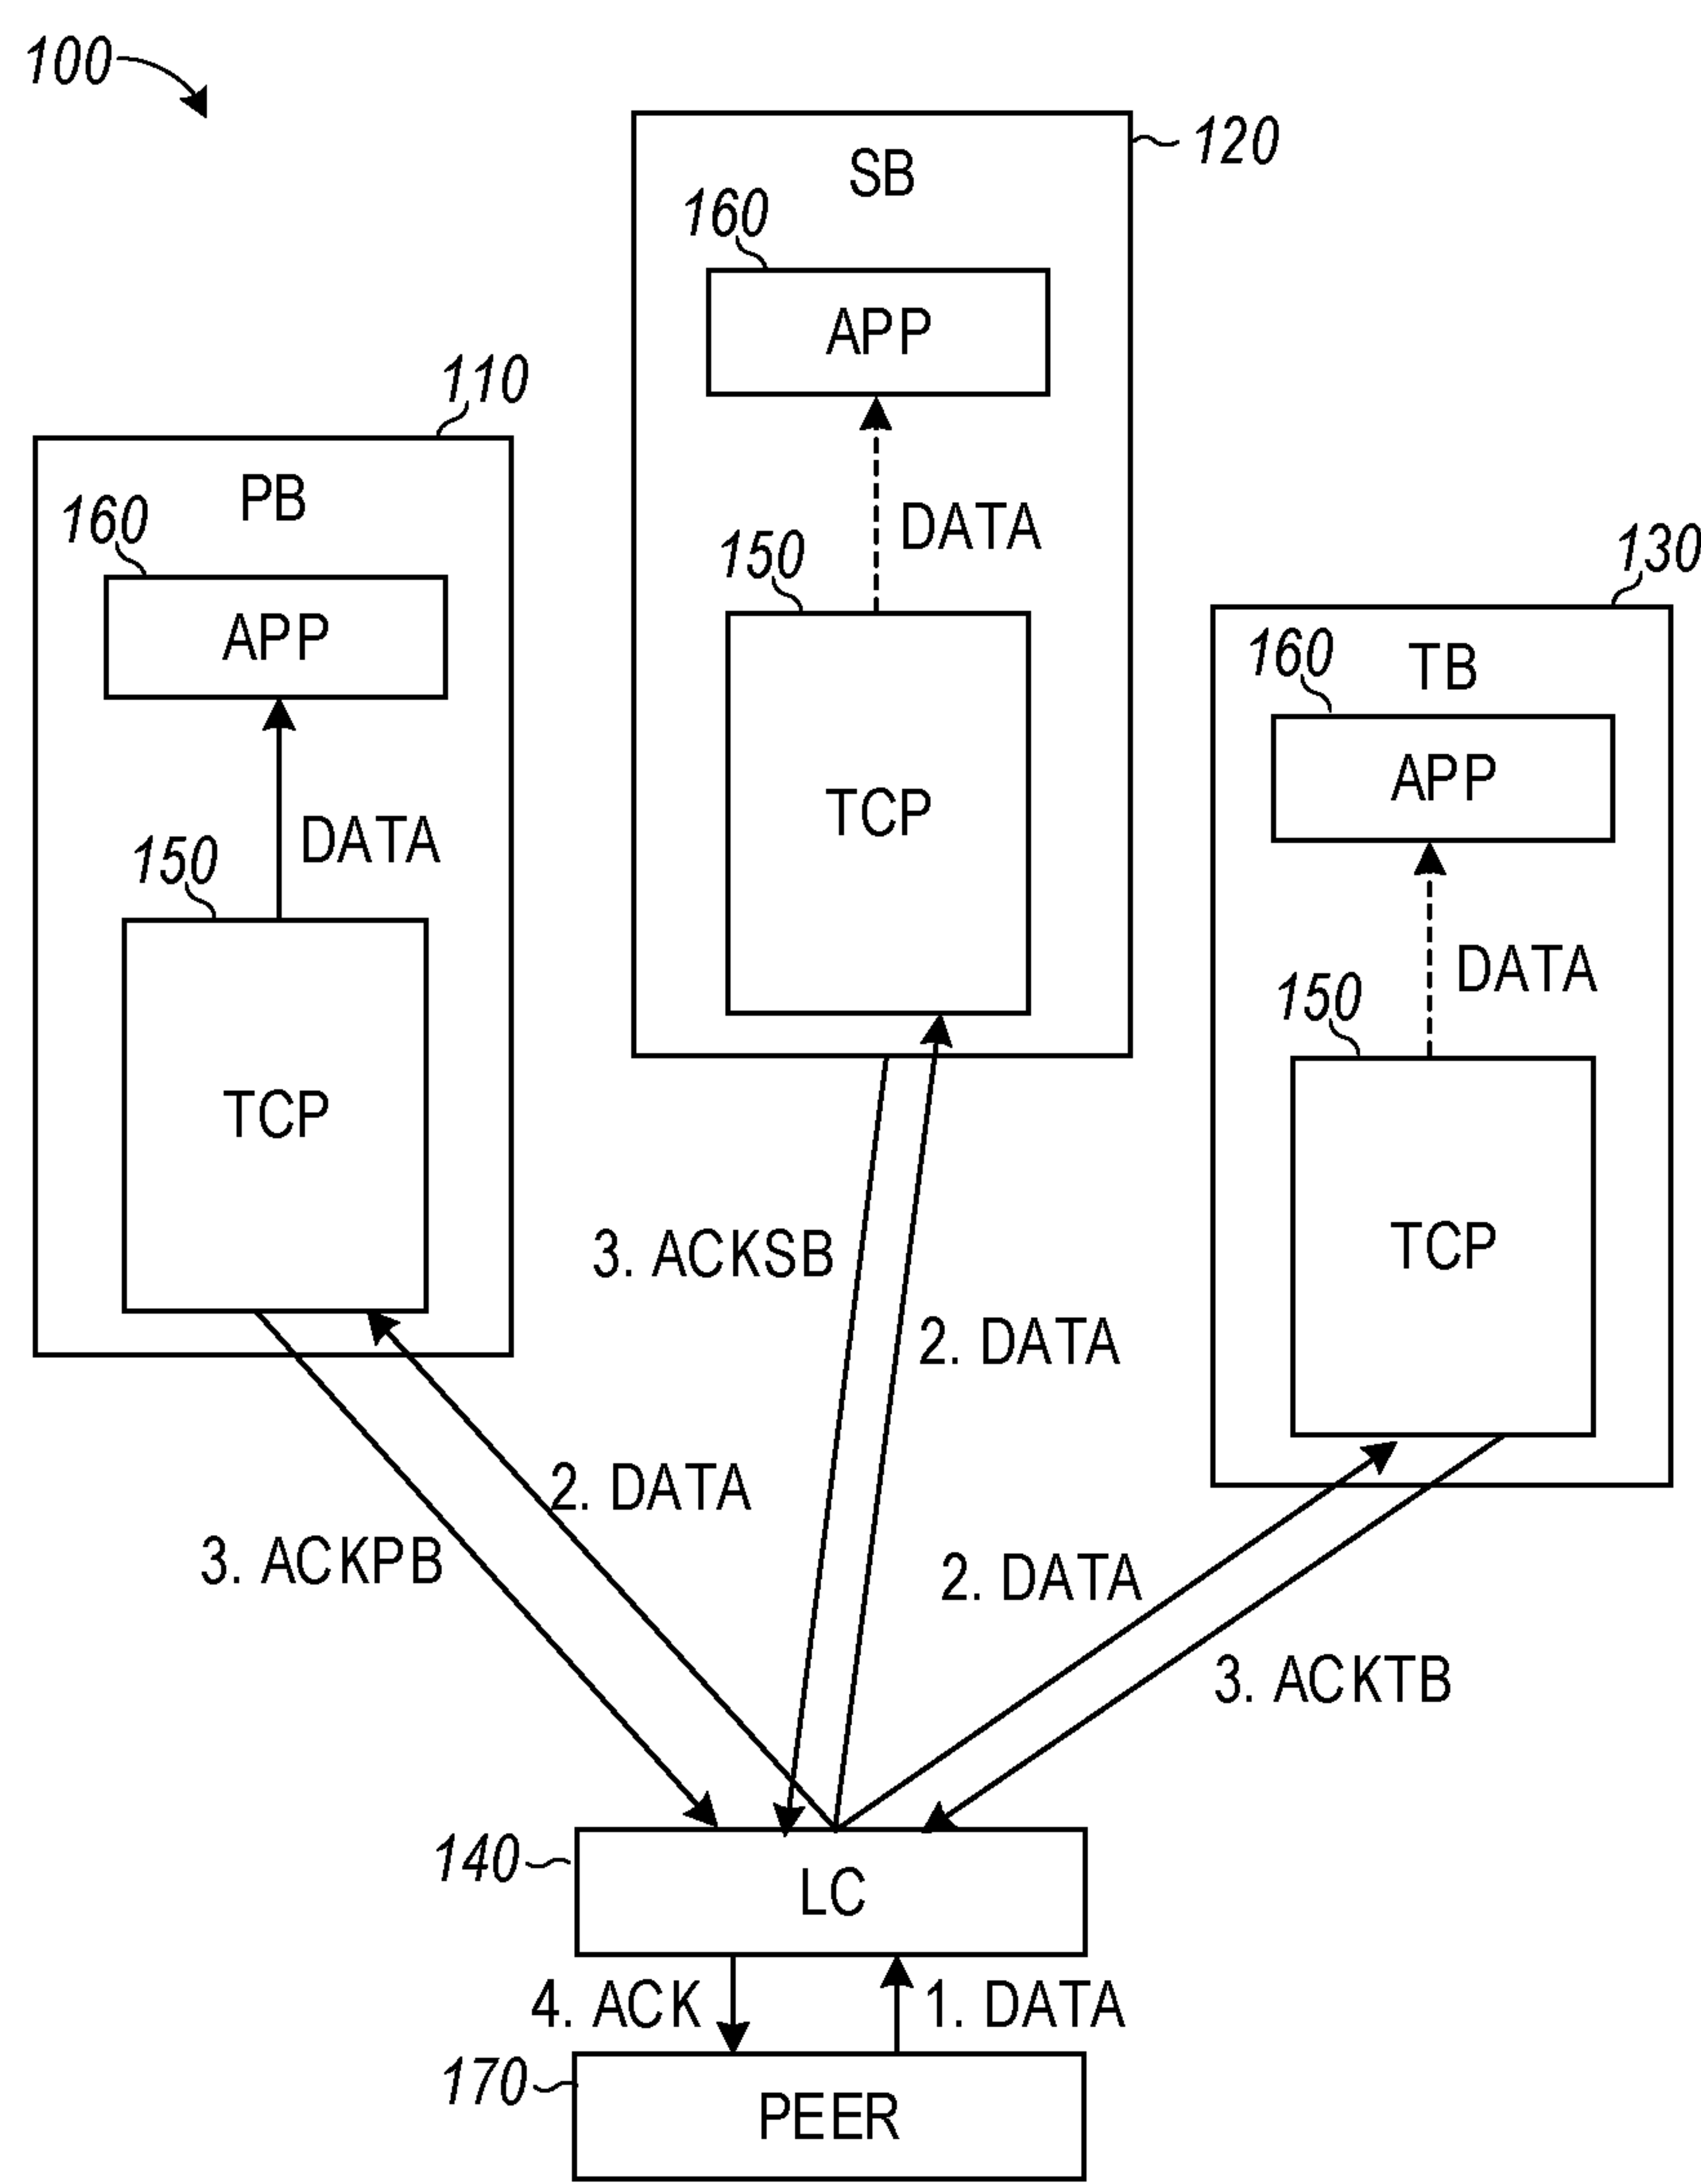 100
120
SB
160
APP
110
PB
160
DATA
150
130
APP
160
TB
APP
TCP
DATA
150
DATA
150
TCP
TCP
3. ACKSB
2. DATA
2. DATA
3. ACKPB
2. DATA
3. ACKTB
140
LC
4. ACK
1. DATA
170
PEER